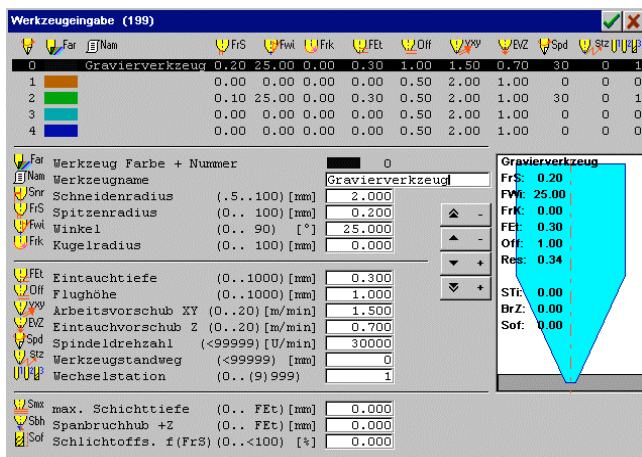 Werkzeugeingabe (199)
Far Nam FrS Fwi Frk FEt Off Vxy EVZ Spd Stz
0 Gravierwerkzeug 0.20 25.00 0.00 0.30 1.00 1.50 0.70 30 0 1
1 0.00 0.00 0.00 0.00 0.50 2.00 1.00 0 0 0
2 0.10 25.00 0.00 0.30 0.50 2.00 1.00 30 0 1
3 0.00 0.00 0.00 0.00 0.50 2.00 1.00 0 0 0
4 0.00 0.00 0.00 0.00 0.50 2.00 1.00 0 0 0
Far Werkzeug Farbe + Nummer 0
Nam Werkzeugname Gravierwerkzeug
Snr Schneidenradius (.5..100)[mm] 2.000
FrS Spitzenradius (0.. 100)[mm] 0.200
Fwi Winkel (0.. 90) [°] 25.000
Frk Kugelradius (0.. 100)[mm] 0.000
FEt Eintauchtiefe (0..1000)[mm] 0.300
Off Flughöhe (0..1000)[mm] 1.000
Vxy Arbeitsvorschub XY (0..20)[m/min] 1.500
EVZ Eintauchvorschub Z (0..20)[m/min] 0.700
Spd Spindeldrehzahl (<99999)[U/min] 30000
Stz Werkzeugstandweg (<99999) [mm] 0
Wechselstation (0..(9)999) 1
Smx max. Schichttiefe (0.. FEt)[mm] 0.000
Sbh Spanbruchhub +Z (0.. FEt)[mm] 0.000
Sof Schlichtoffs. f(FrS)(0..<100) [%] 0.000
- 
-
+
+
Gravierwerkzeug
FrS: 0.20
FWi: 25.00
FrK: 0.00
FEt: 0.30
Off: 1.00
Res: 0.34
STi: 0.00
BrZ: 0.00
Sof: 0.00